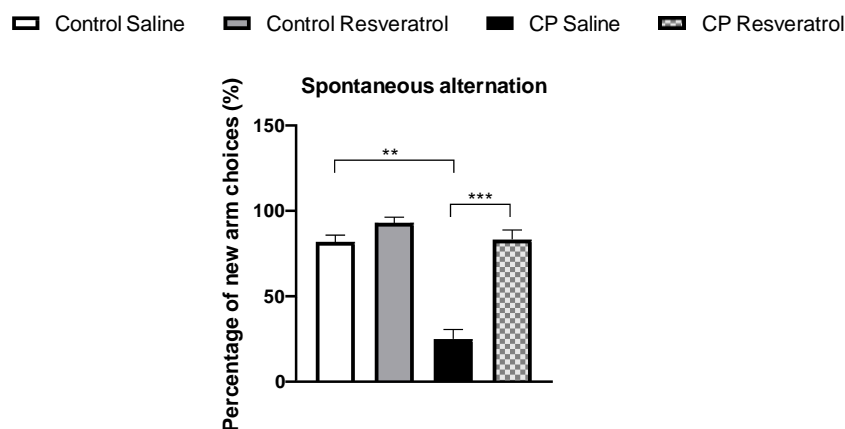 Control Saline Control Resveratrol CP Saline CP Resveratrol
Spontaneous alternation
Percentage of new arm choices (%)
150
**
***
100
50
0